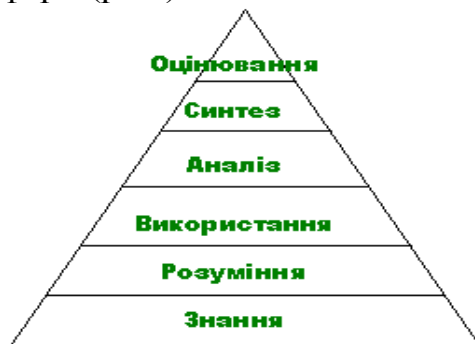 Оцінювання
Синтез
Аналіз
Використання
Розуміння
Знання